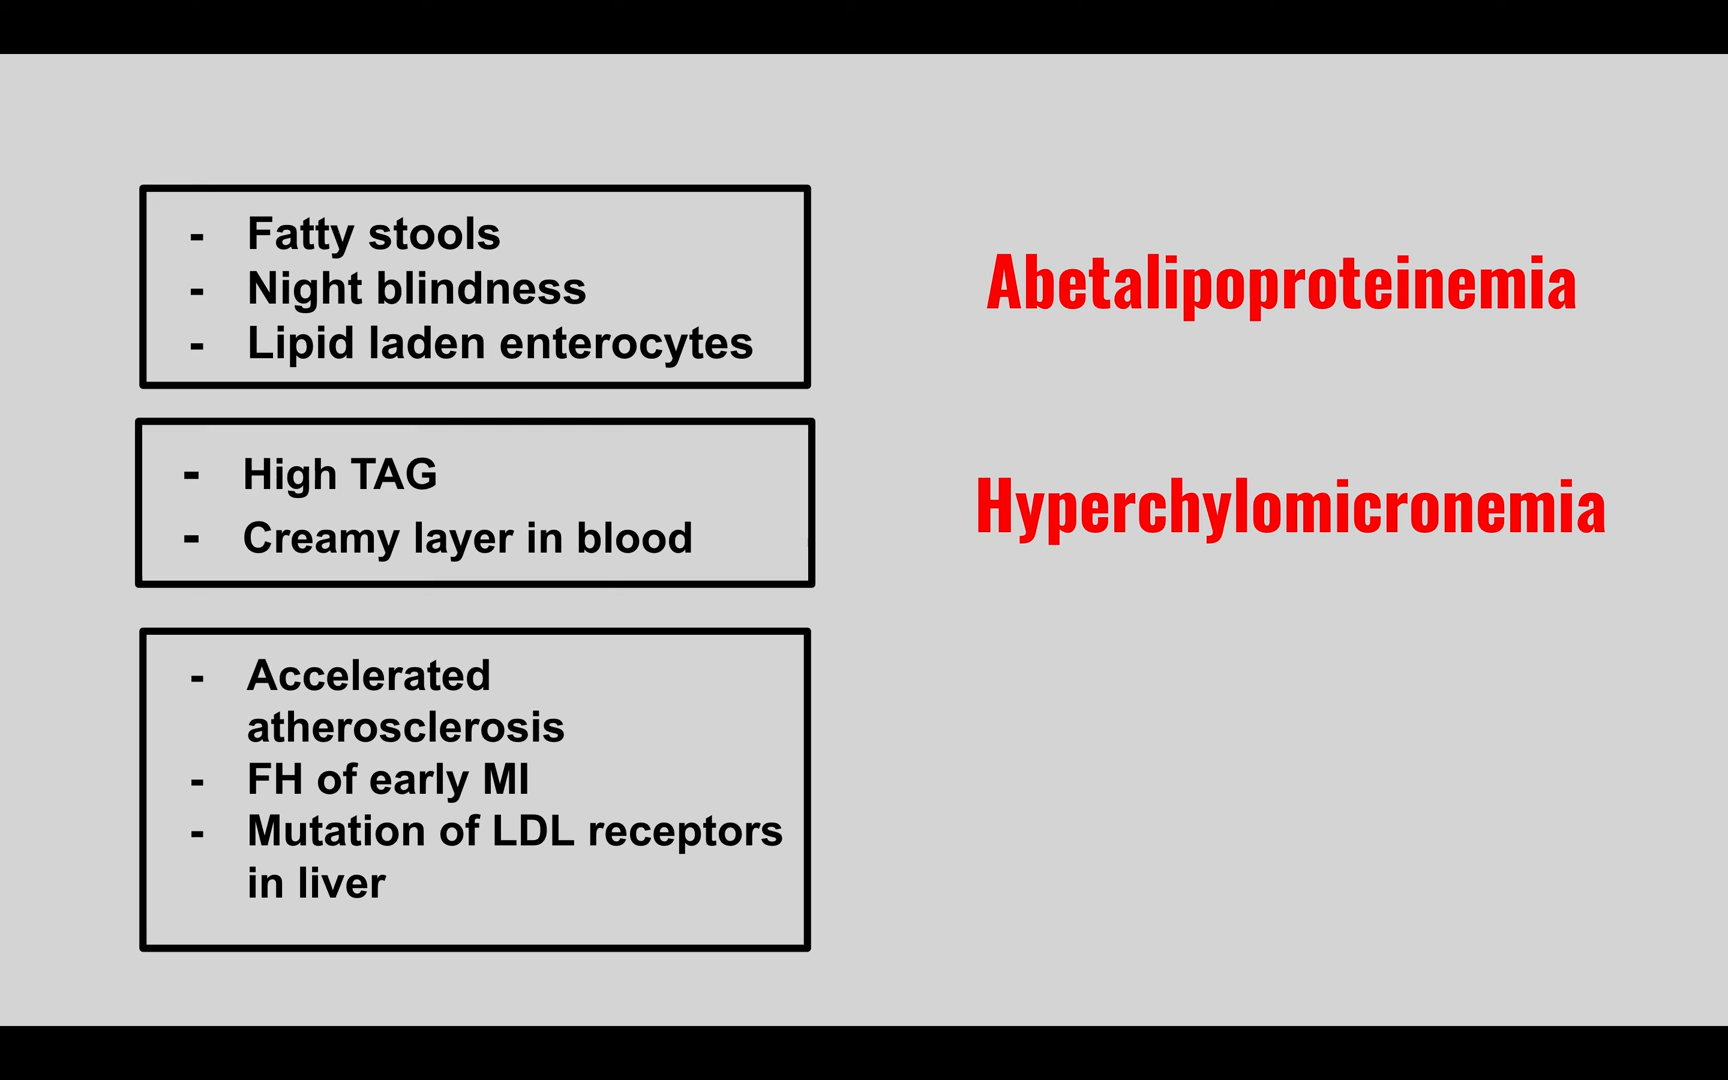 - Fatty stools
- Night blindness
- Lipid laden enterocytes
Abetalipoproteinemia
- High TAG
- Creamy layer in blood
Hyperchylomicronemia
- Accelerated
atherosclerosis
- FH of early MI
- Mutation of LDL receptors
in liver